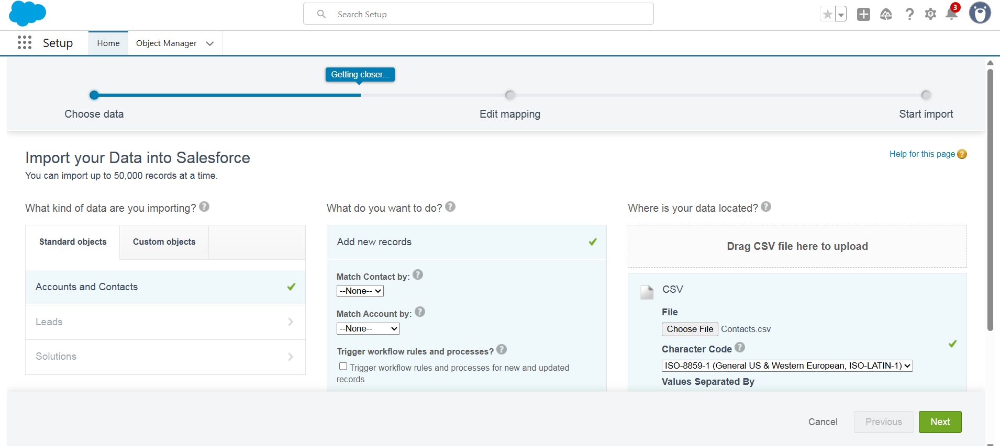 Search Setup
3
Setup
Home
Object Manager
Getting closer...
Choose data
Edit mapping
Start import
Import your Data into Salesforce
Help for this page
You can import up to 50,000 records at a time.
What kind of data are you importing?
Standard objects
Custom objects
Accounts and Contacts
Leads
Solutions
What do you want to do?
Add new records
Match Contact by:
--None--
Match Account by:
--None--
Trigger workflow rules and processes?
Trigger workflow rules and processes for new and updated
records
Where is your data located?
Drag CSV file here to upload
CSV
File
Choose File Contacts.csv
Character Code
ISO-8859-1 (General US & Western European, ISO-LATIN-1)
Values Separated By
Cancel
Previous
Next